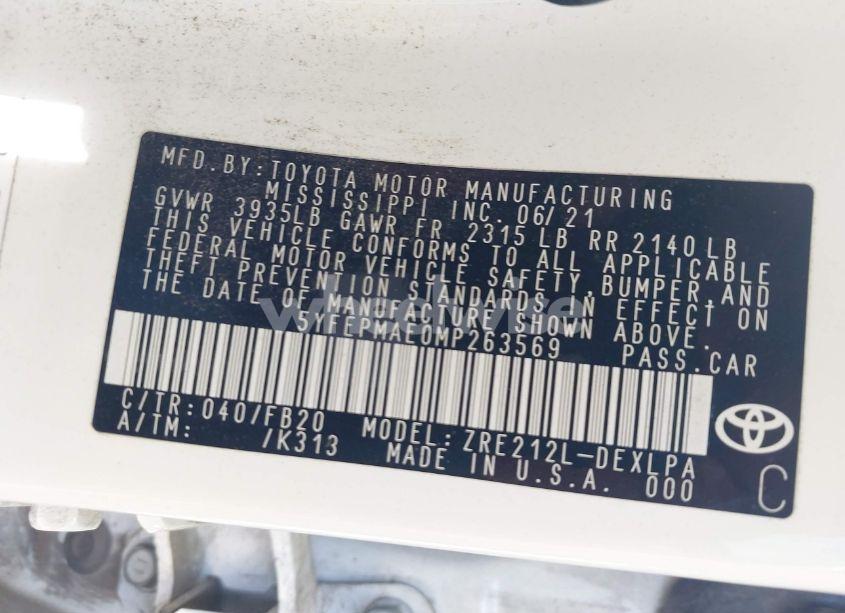 MFD.BY:TOYOTA MOTOR MANUFACTURING
MISSISSIPPI INC. 06/21
GVWR 3935LB GAWR FR 2315 LB RR 2140 LB
THIS VEHICLE CONFORMS TO ALL APPLICABLE
FEDERAL MOTOR VEHICLE SAFETY,BUMPER,AND
THEFT PREVENTION STANDARDS IN EFFECT ON
THE DATE OF MANUFACTURE SHOWN ABOVE.
5YFEPMAE0MP263569 PASS.CAR
C/TR:040/FB20 MODEL: ZRE212L-DEXLPA
A/TM: /K313 MADE IN U.S.A. 000
C